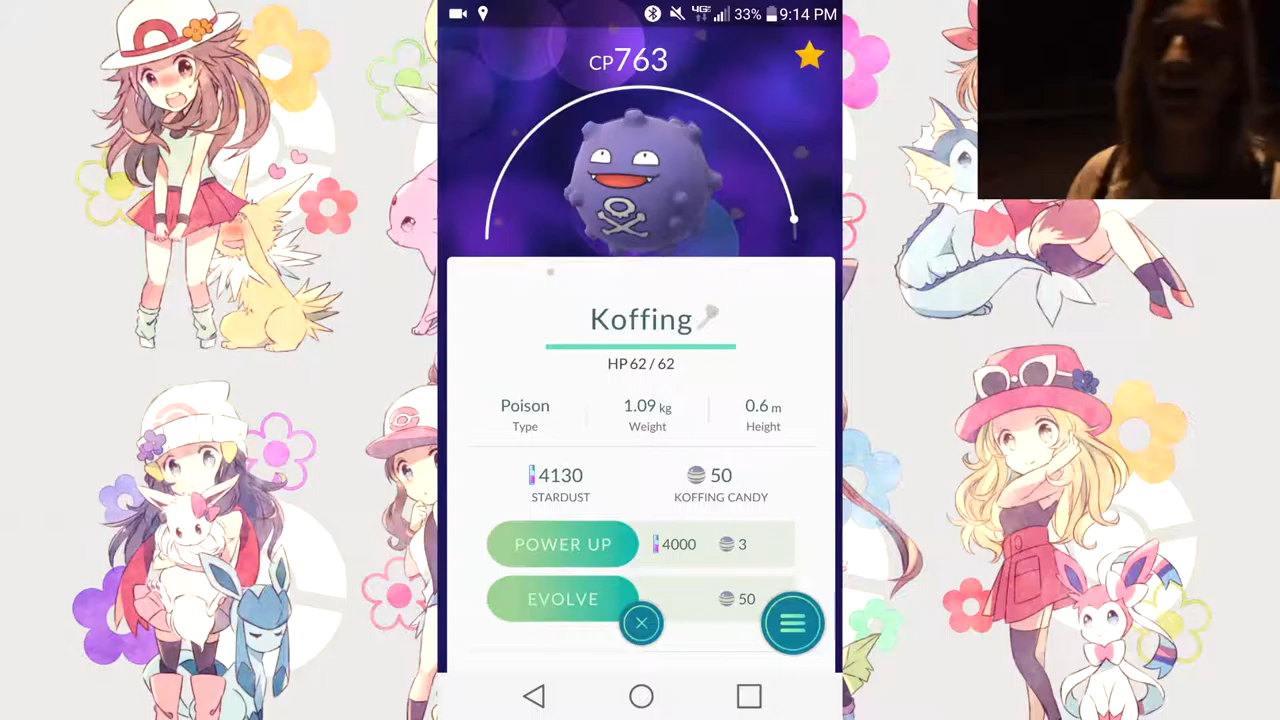 4GE 33% 9:14 PM
CP763
Koffing
HP 62 / 62
Poison 1.09 kg 0.6 m
Type Weight Height
4130 50
STARDUST KOFFING CANDY
POWER UP 4000 3
EVOLVE 50